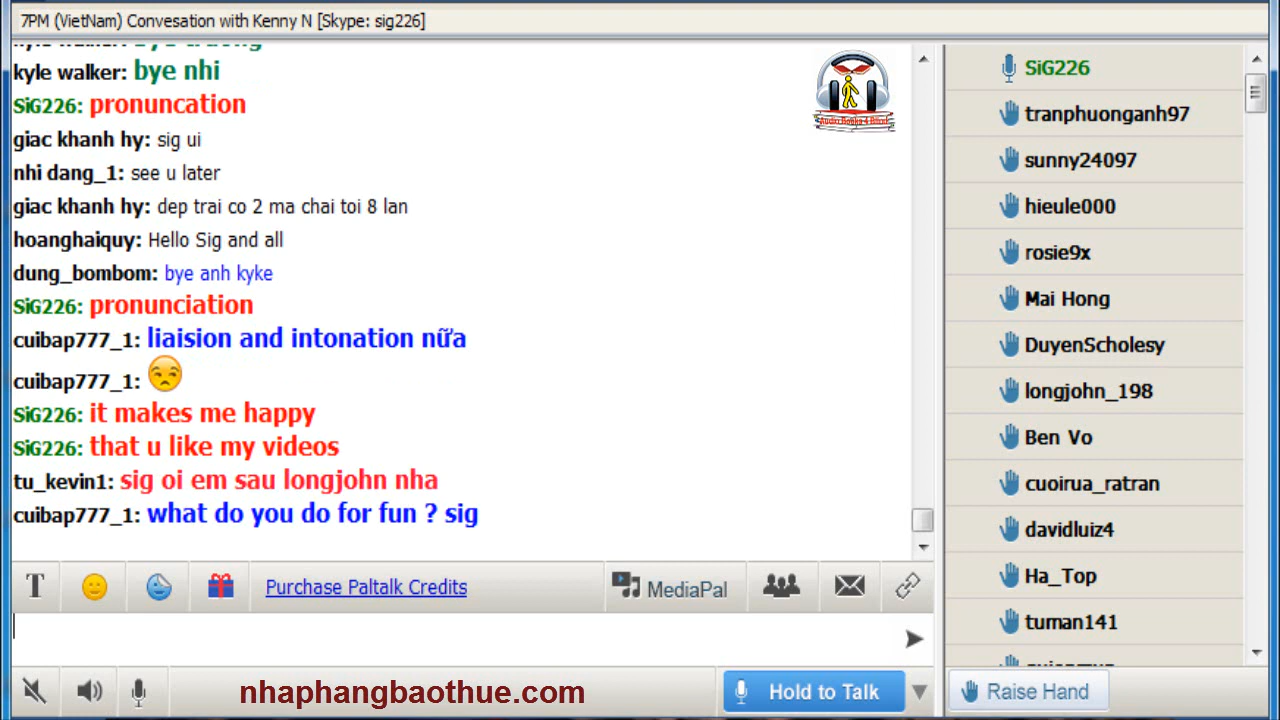 7PM (VietNam) Convesation with Kenny N [Skype: sig226]
kyle walker: bye nhi
SiG226: pronuncation
giac khanh hy: sig ui
nhi dang_1: see u later
giac khanh hy: dep trai co 2 ma chai toi 8 lan
hoanghaiquy: Hello Sig and all
dung_bombom: bye anh kyke
SiG226: pronunciation
cuibap777_1: liaision and intonation nữa
cuibap777_1:
SiG226: it makes me happy
SiG226: that u like my videos
tu_kevin1: sig oi em sau longjohn nha
cuibap777_1: what do you do for fun ? sig
T
Purchase Paltalk Credits
MediaPal
nhaphangbaothue.com
Hold to Talk
SiG226
tranphuonganh97
sunny24097
hieule000
rosie9x
Mai Hong
DuyenScholesy
longjohn_198
Ben Vo
cuoirua_ratran
davidluiz4
Ha_Top
tuman141
Raise Hand